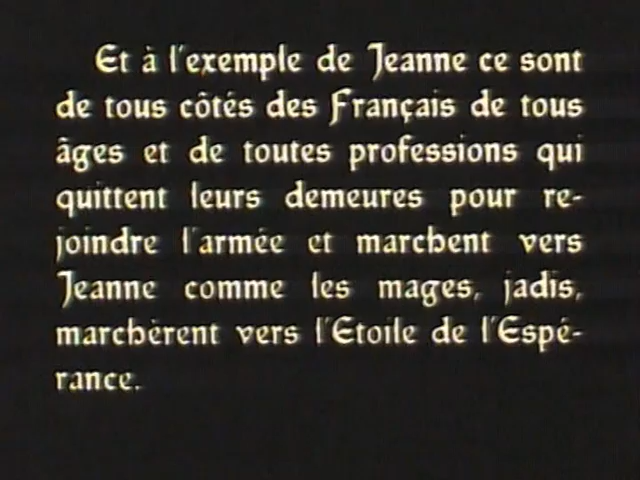 Et à l'exemple de Jeanne ce sont
de tous côtés des Français de tous
âges et de toutes professions qui
quittent leurs demeures pour re-
joindre l'armée et marchent vers
Jeanne comme les mages, jadis,
marchèrent vers l'Etoile de l'Espé-
rance.